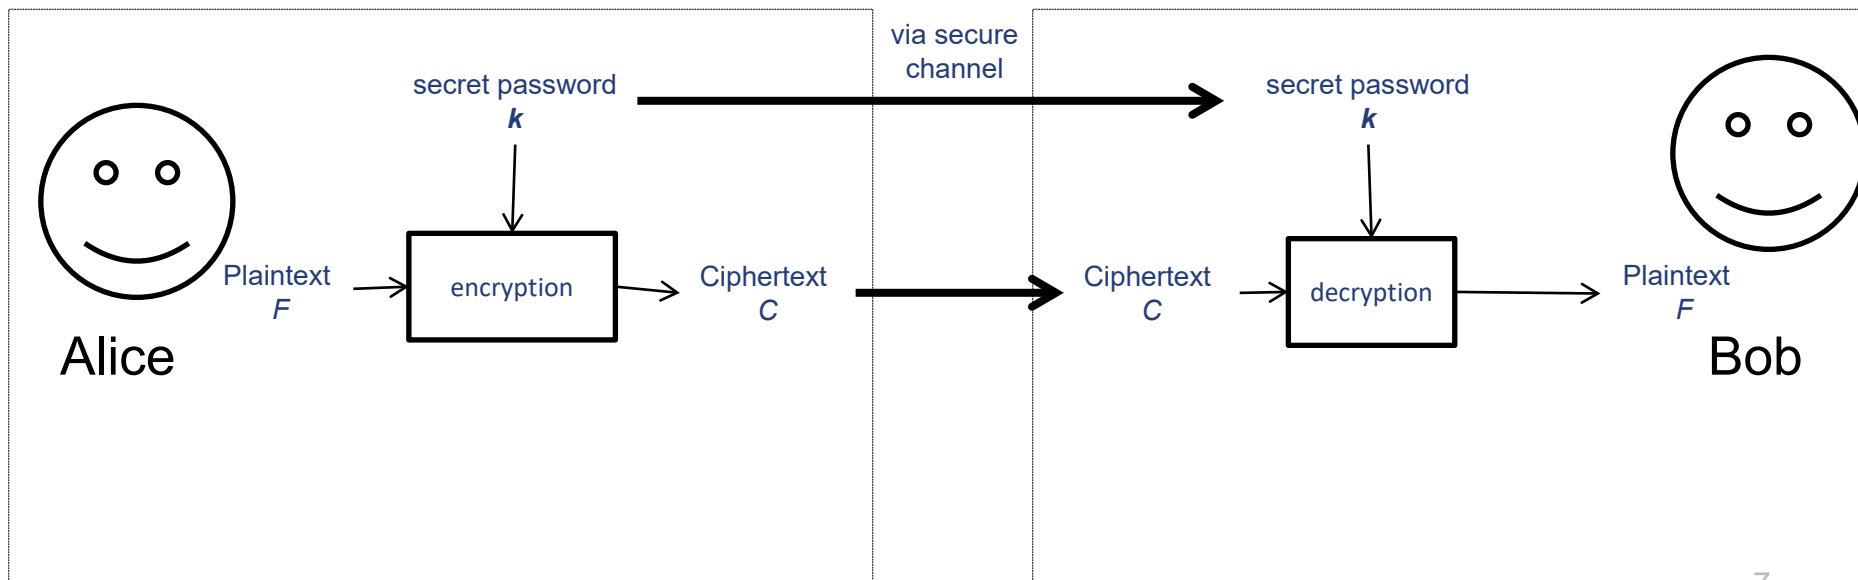 via secure
channel
secret password
k
secret password
k
Plaintext
F
encryption
Ciphertext
C
Ciphertext
C
decryption
Plaintext
F
Alice
Bob